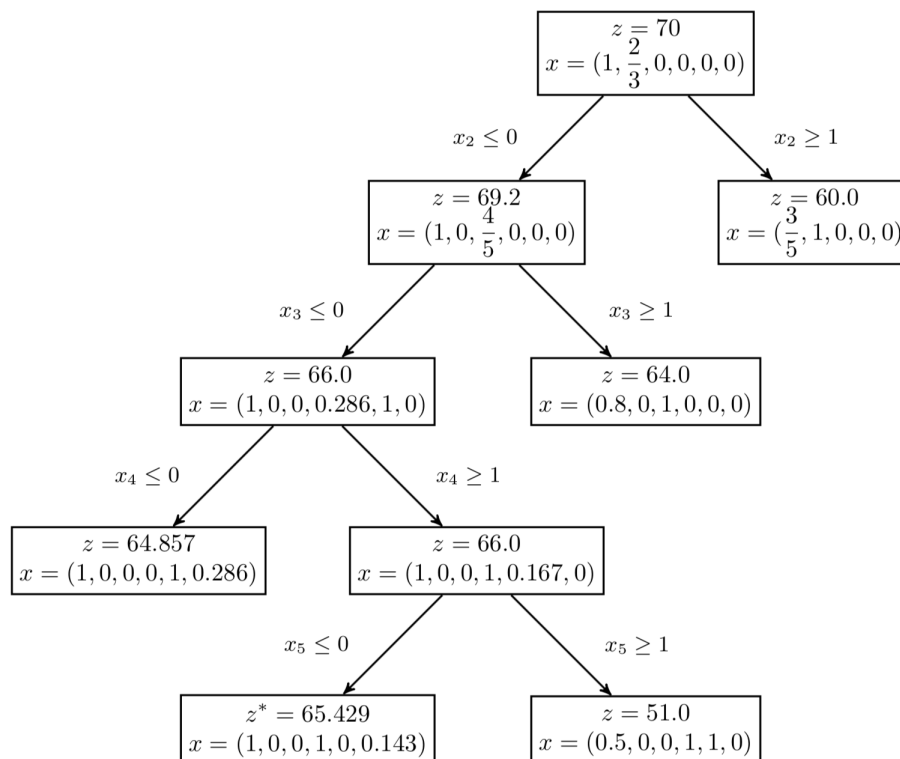 z = 70
x = (1, 2/3, 0, 0, 0, 0)
x₂ ≤ 0
x₂ ≥ 1
z = 69.2
x = (1, 0, 4/5, 0, 0, 0)
z = 60.0
x = (3/5, 1, 0, 0, 0)
x₃ ≤ 0
x₃ ≥ 1
z = 66.0
x = (1, 0, 0, 0.286, 1, 0)
z = 64.0
x = (0.8, 0, 1, 0, 0, 0)
x₄ ≤ 0
x₄ ≥ 1
z = 64.857
x = (1, 0, 0, 0, 1, 0.286)
z = 66.0
x = (1, 0, 0, 1, 0.167, 0)
x₅ ≤ 0
x₅ ≥ 1
z* = 65.429
x = (1, 0, 0, 1, 0, 0.143)
z = 51.0
x = (0.5, 0, 0, 1, 1, 0)